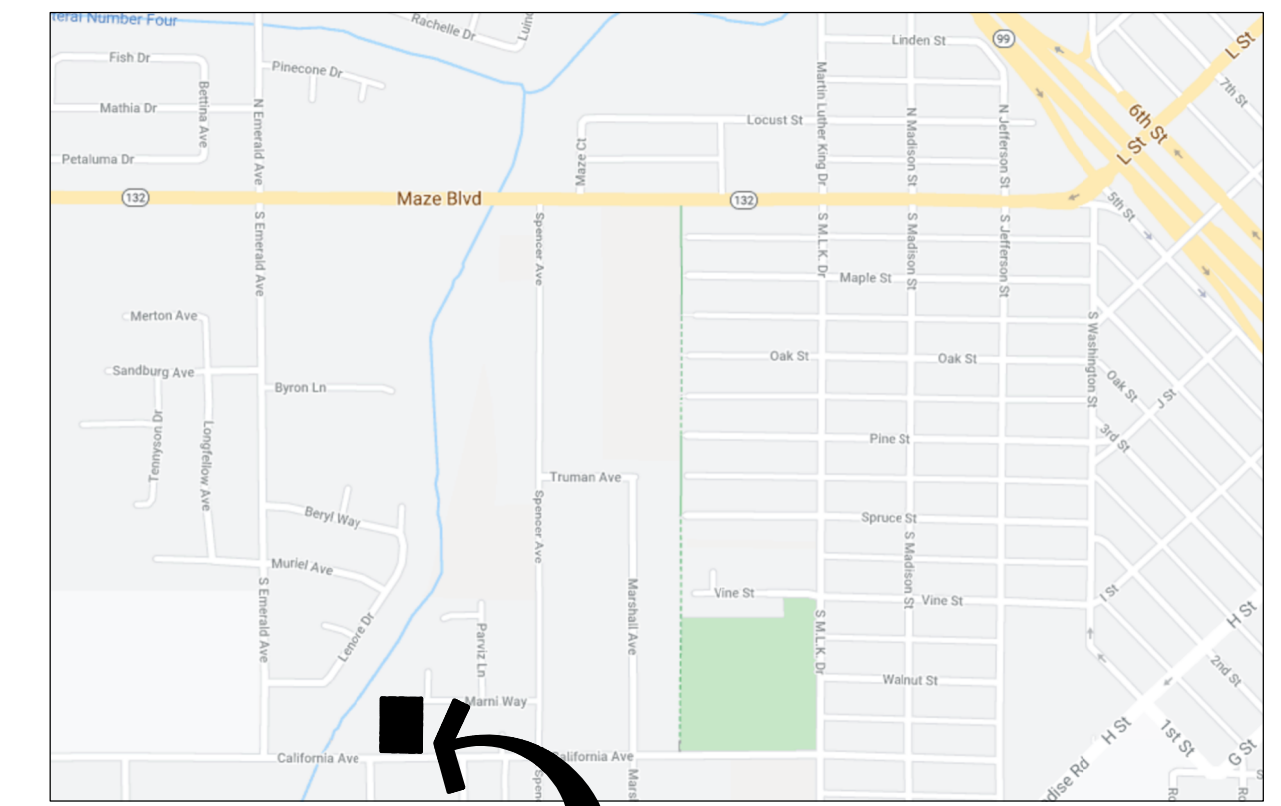 teral Number Four
Rachelle Dr
Linden St
99
L St
Fish Dr
Pinecone Dr
Bettina Ave
Martin Luther King Dr
7th St
Mathia Dr
N Emerald Ave
N Madison St
N Jefferson St
6th St
Locust St
Maze Ct
L St
Petaluma Dr
132
Maze Blvd
132
5th St
S Emerald Ave
Spencer Ave
S M.L.K. Dr
S Madison St
S Jefferson St
Maple St
Merton Ave
S Washington St
Oak St
Oak St
Sandburg Ave
Byron Ln
Oak St
J St
Tennyson Dr
Longfellow Ave
Pine St
3rd St
Truman Ave
Spencer Ave
Beryl Way
Spruce St
S Madison St
Muriel Ave
S Emerald Ave
Marshall Ave
Vine St
Vine St
I St
H St
Lenore Dr
Parviz Ln
S M.L.K. Dr
2nd St
Walnut St
Marni Way
H St
1st St
G St
California Ave
California Ave
dise Rd
Spen
Mars